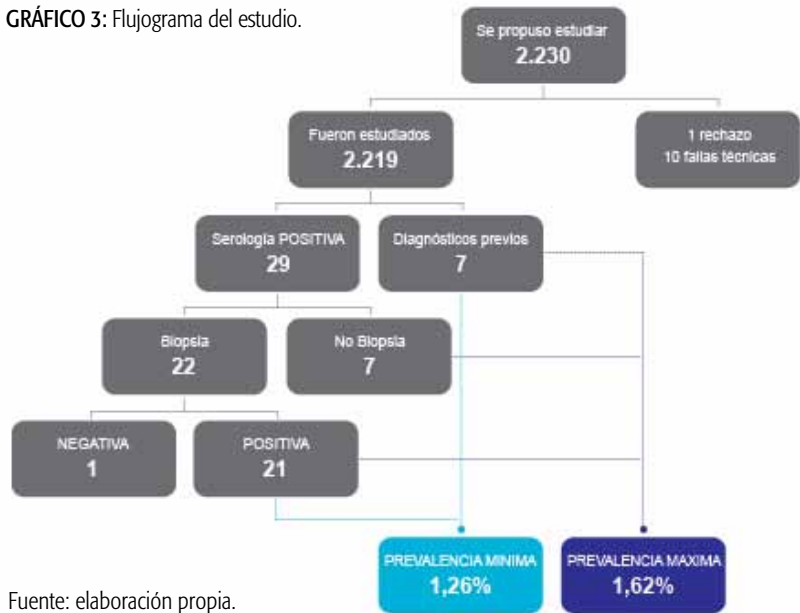 GRÁFICO 3: Flujograma del estudio.
Se propuso estudiar
2.230
Fueron estudiados
2.219
1 rechazo
10 fallas técnicas
Serología POSITIVA
29
Diagnósticos previos
7
Biopsia
22
No Biopsia
7
NEGATIVA
1
POSITIVA
21
PREVALENCIA MINIMA
1,26%
PREVALENCIA MAXIMA
1,62%
Fuente: elaboración propia.